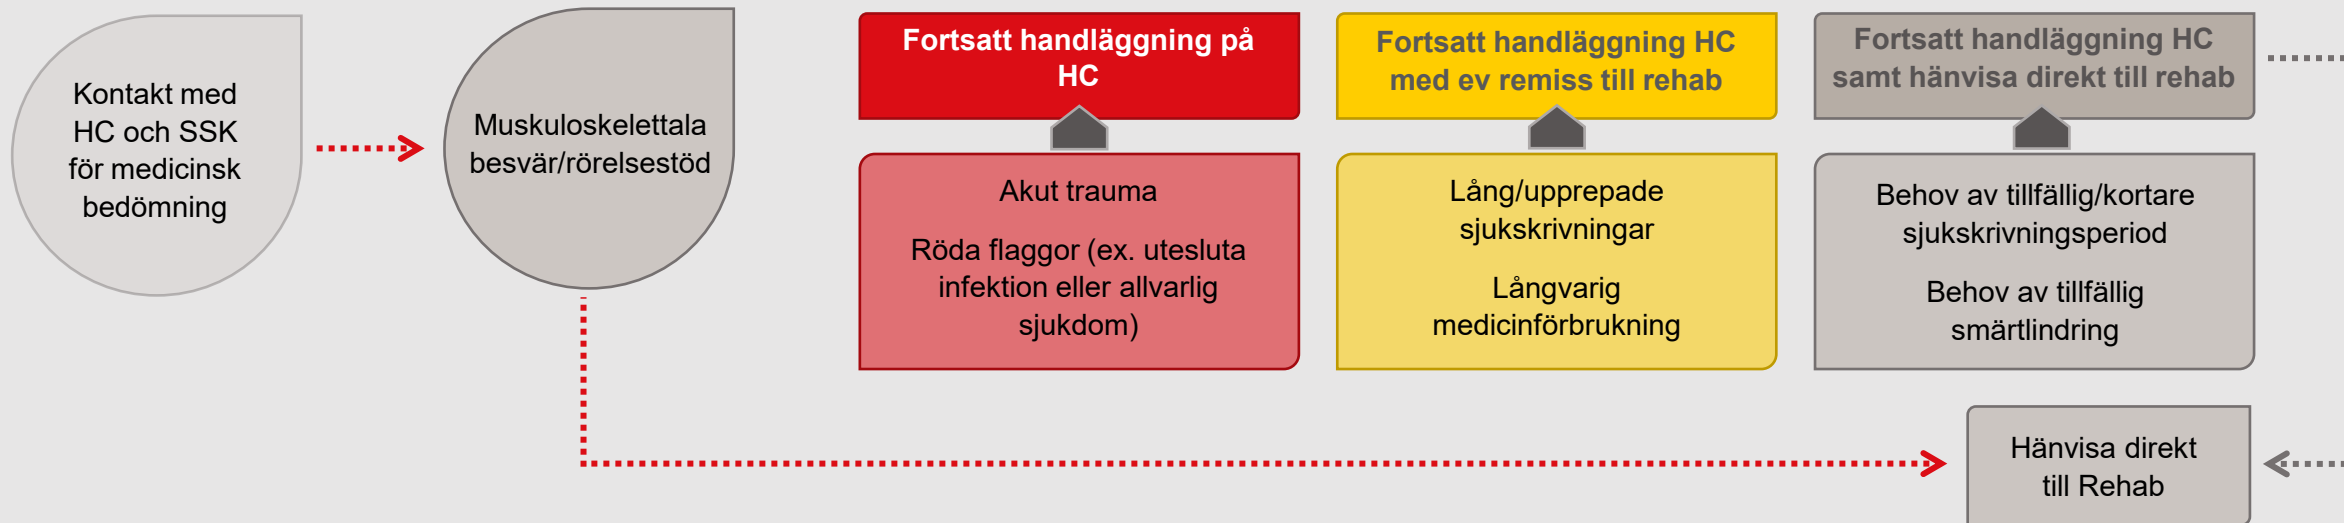 Kontakt med
HC och SSK
för medicinsk
bedömning
Muskuloskelettala
besvär/rörelsestöd
Fortsatt handläggning på
HC
Akut trauma
Röda flaggor (ex. utesluta
infektion eller allvarlig
sjukdom)
Fortsatt handläggning HC
med ev remiss till rehab
Lång/upprepade
sjukskrivningar
Långvarig
medicinförbrukning
Fortsatt handläggning HC
samt hänvisa direkt till rehab
Behov av tillfällig/kortare
sjukskrivningsperiod
Behov av tillfällig
smärtlindring
Hänvisa direkt
till Rehab